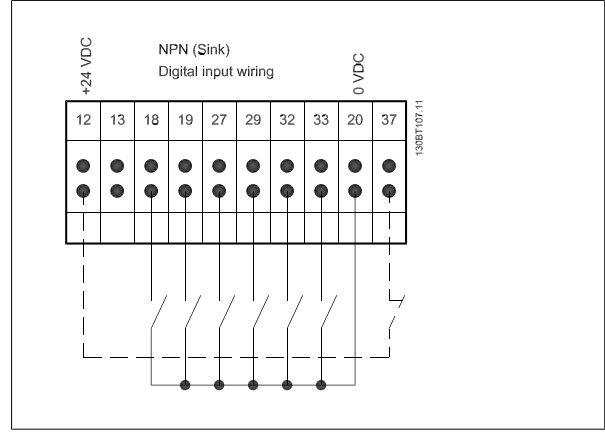 +24 VDC
NPN (Sink)
Digital input wiring
0 VDC
12 13 18 19 27 29 32 33 20 37
130BT107.11